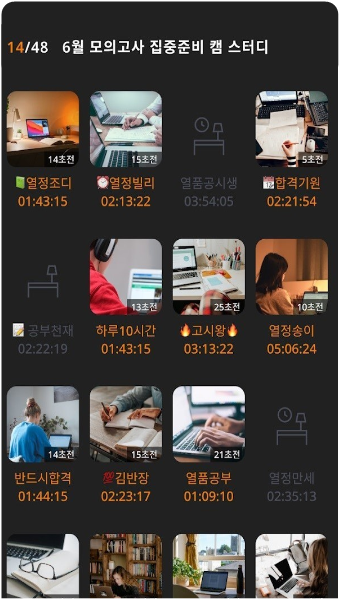 14/48 6월 모의고사 집중준비 캠 스터디
14초전 15초전 5초전
📗열정조디 ⏰열정빌리 열품공시생 📆합격기원
01:43:15 02:13:22 03:54:05 02:21:54
13초전 25초전 10초전
📝공부천재 하루10시간 🔥고시왕🔥 열정송이
02:22:19 01:43:15 03:13:22 05:06:24
14초전 15초전 21초전
반드시합격 💯김반장 열품공부 열정만세
01:44:15 02:23:17 01:09:10 02:35:13